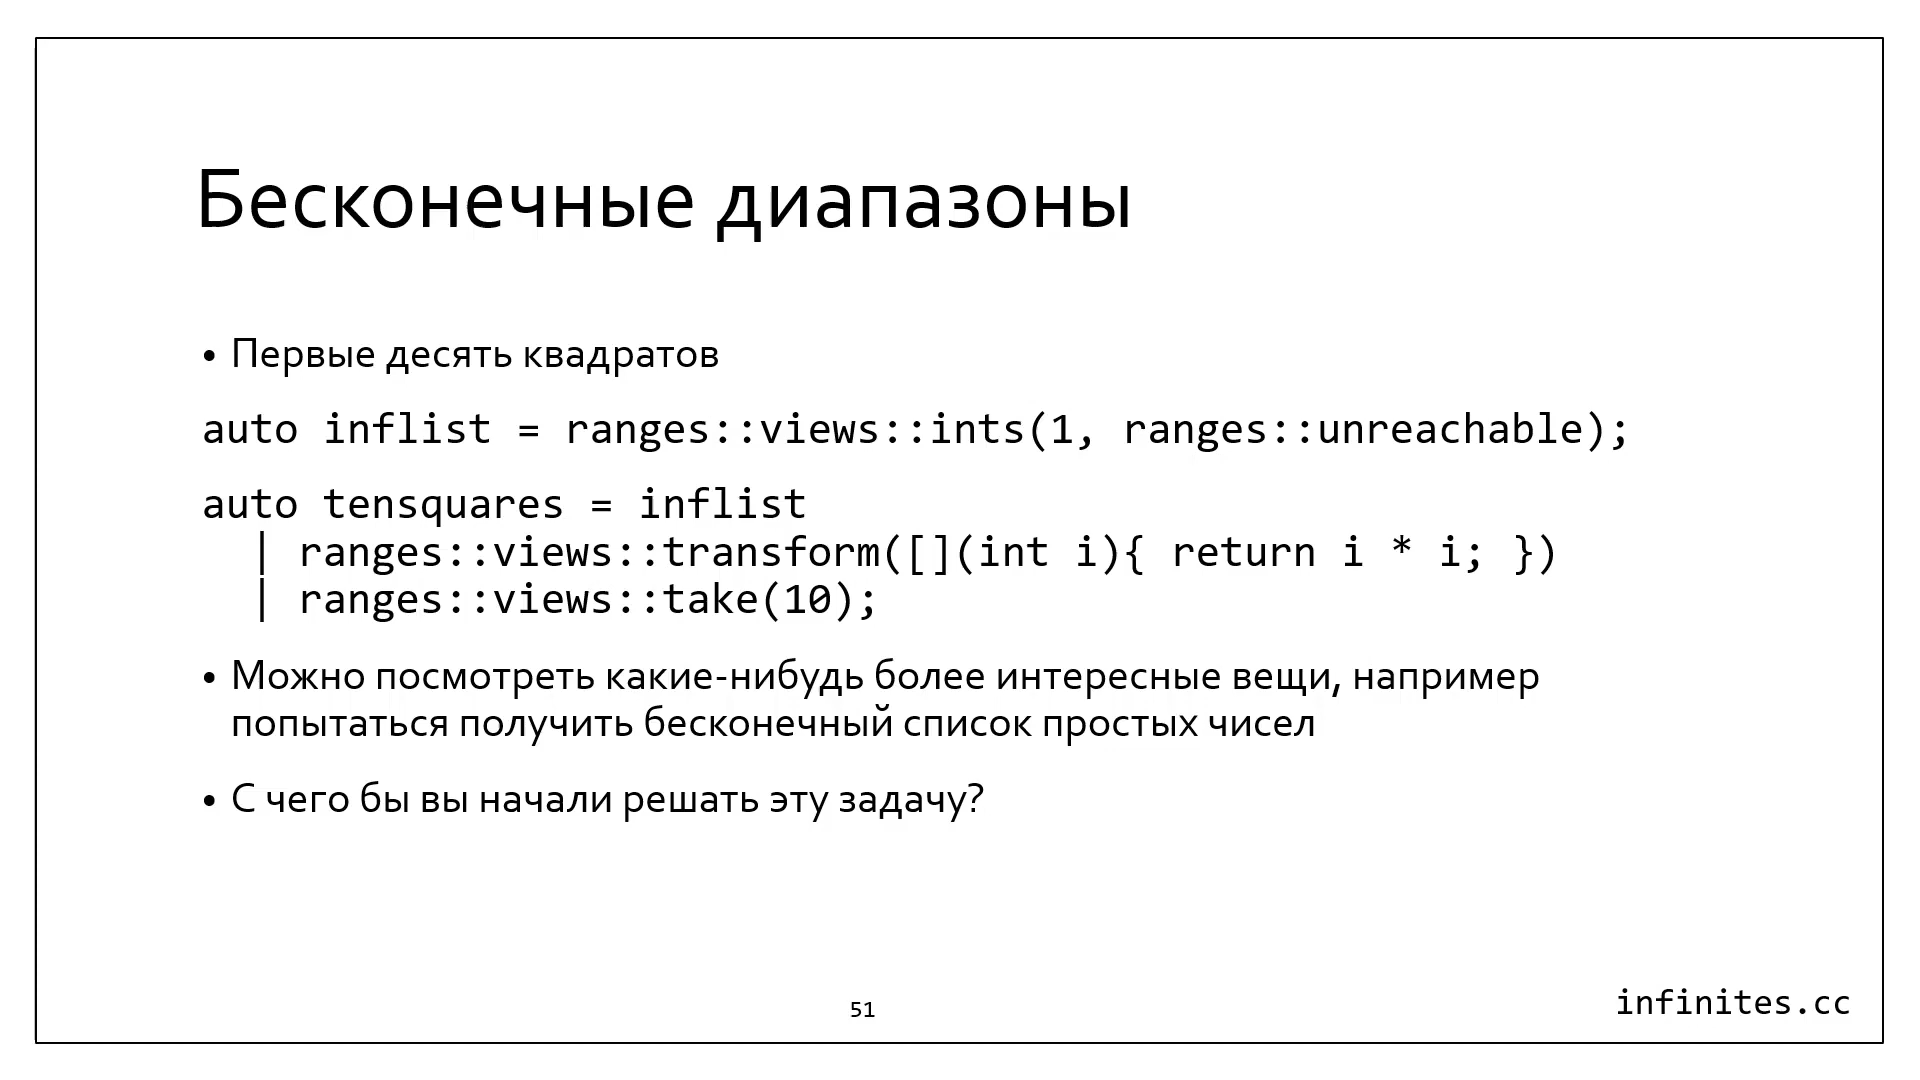 Бесконечные диапазоны
• Первые десять квадратов
auto inflist = ranges::views::ints(1, ranges::unreachable);
auto tensquares = inflist
  | ranges::views::transform([](int i){ return i * i; })
  | ranges::views::take(10);
• Можно посмотреть какие-нибудь более интересные вещи, например
попытаться получить бесконечный список простых чисел
• С чего бы вы начали решать эту задачу?
51
infinites.cc